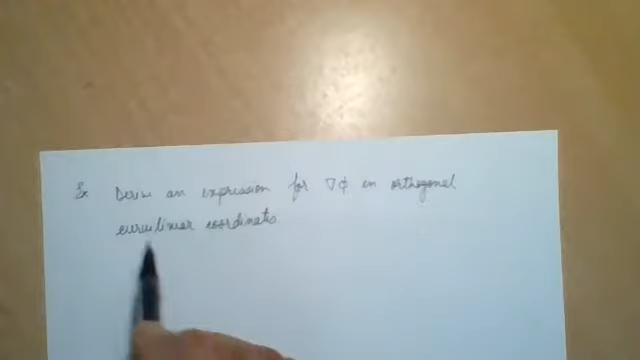 Ex Derive an expression for ∇φ in orthogonal
curvilinear coordinates